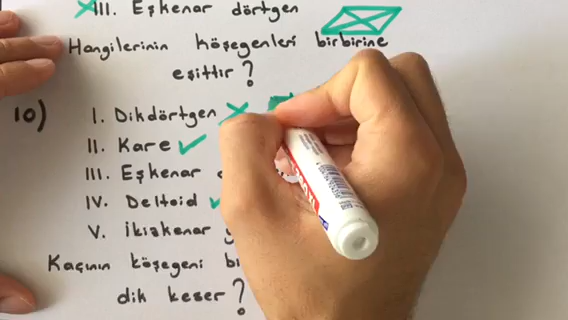 III. Eşkenar dörtgen
Hangilerinin köşegenleri birbirine
eşittir?
10)
I. Dikdörtgen
II. Kare
III. Eşkenar
IV. Deltoid
V. İkizkenar
Kaçının köşegeni
dik keser?